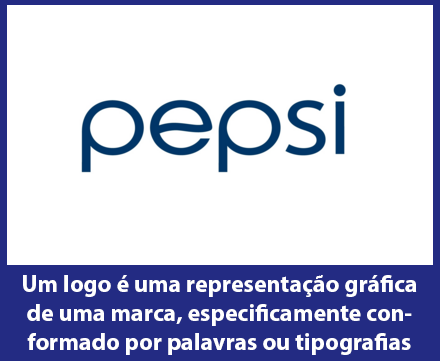 pepsi
Um logo é uma representação gráfica
de uma marca, especificamente con-
formado por palavras ou tipografias